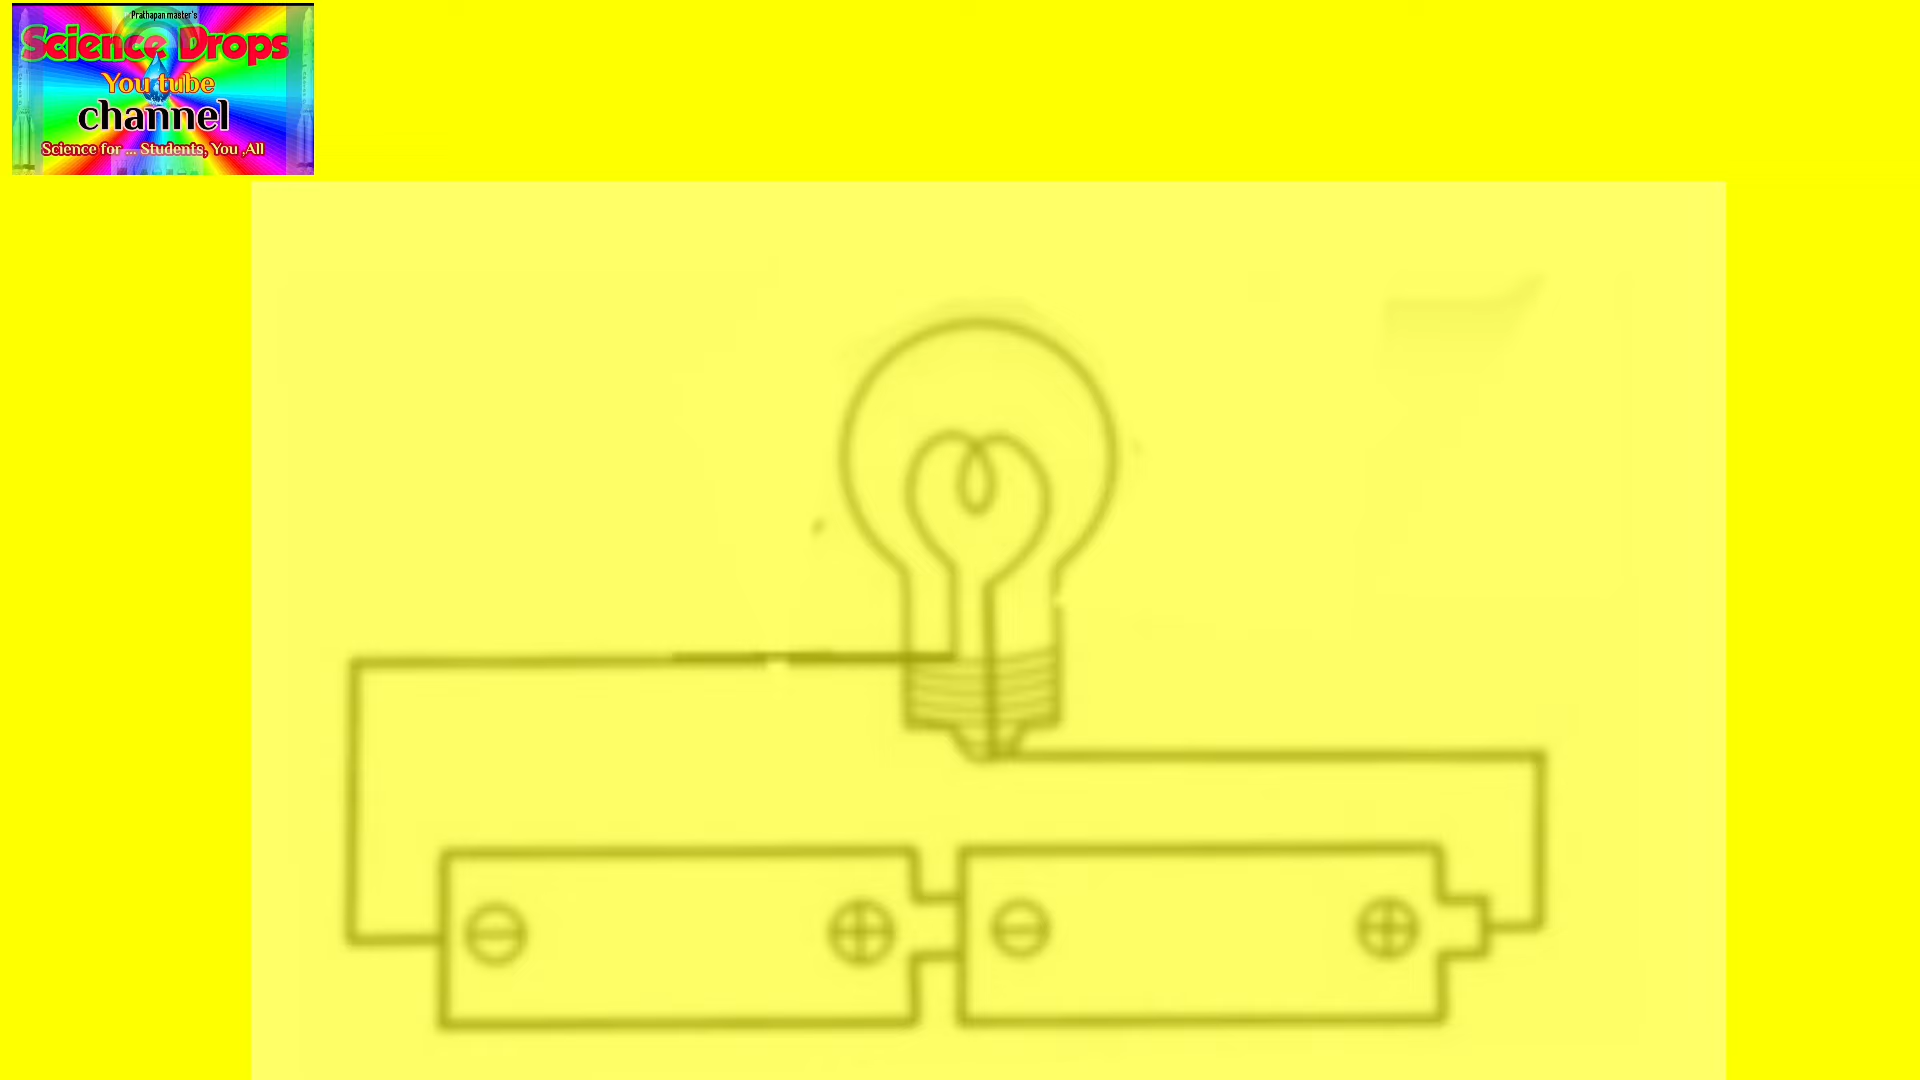 Prathapan master's
Science Drops
You tube
channel
Science for ... Students, You ,All